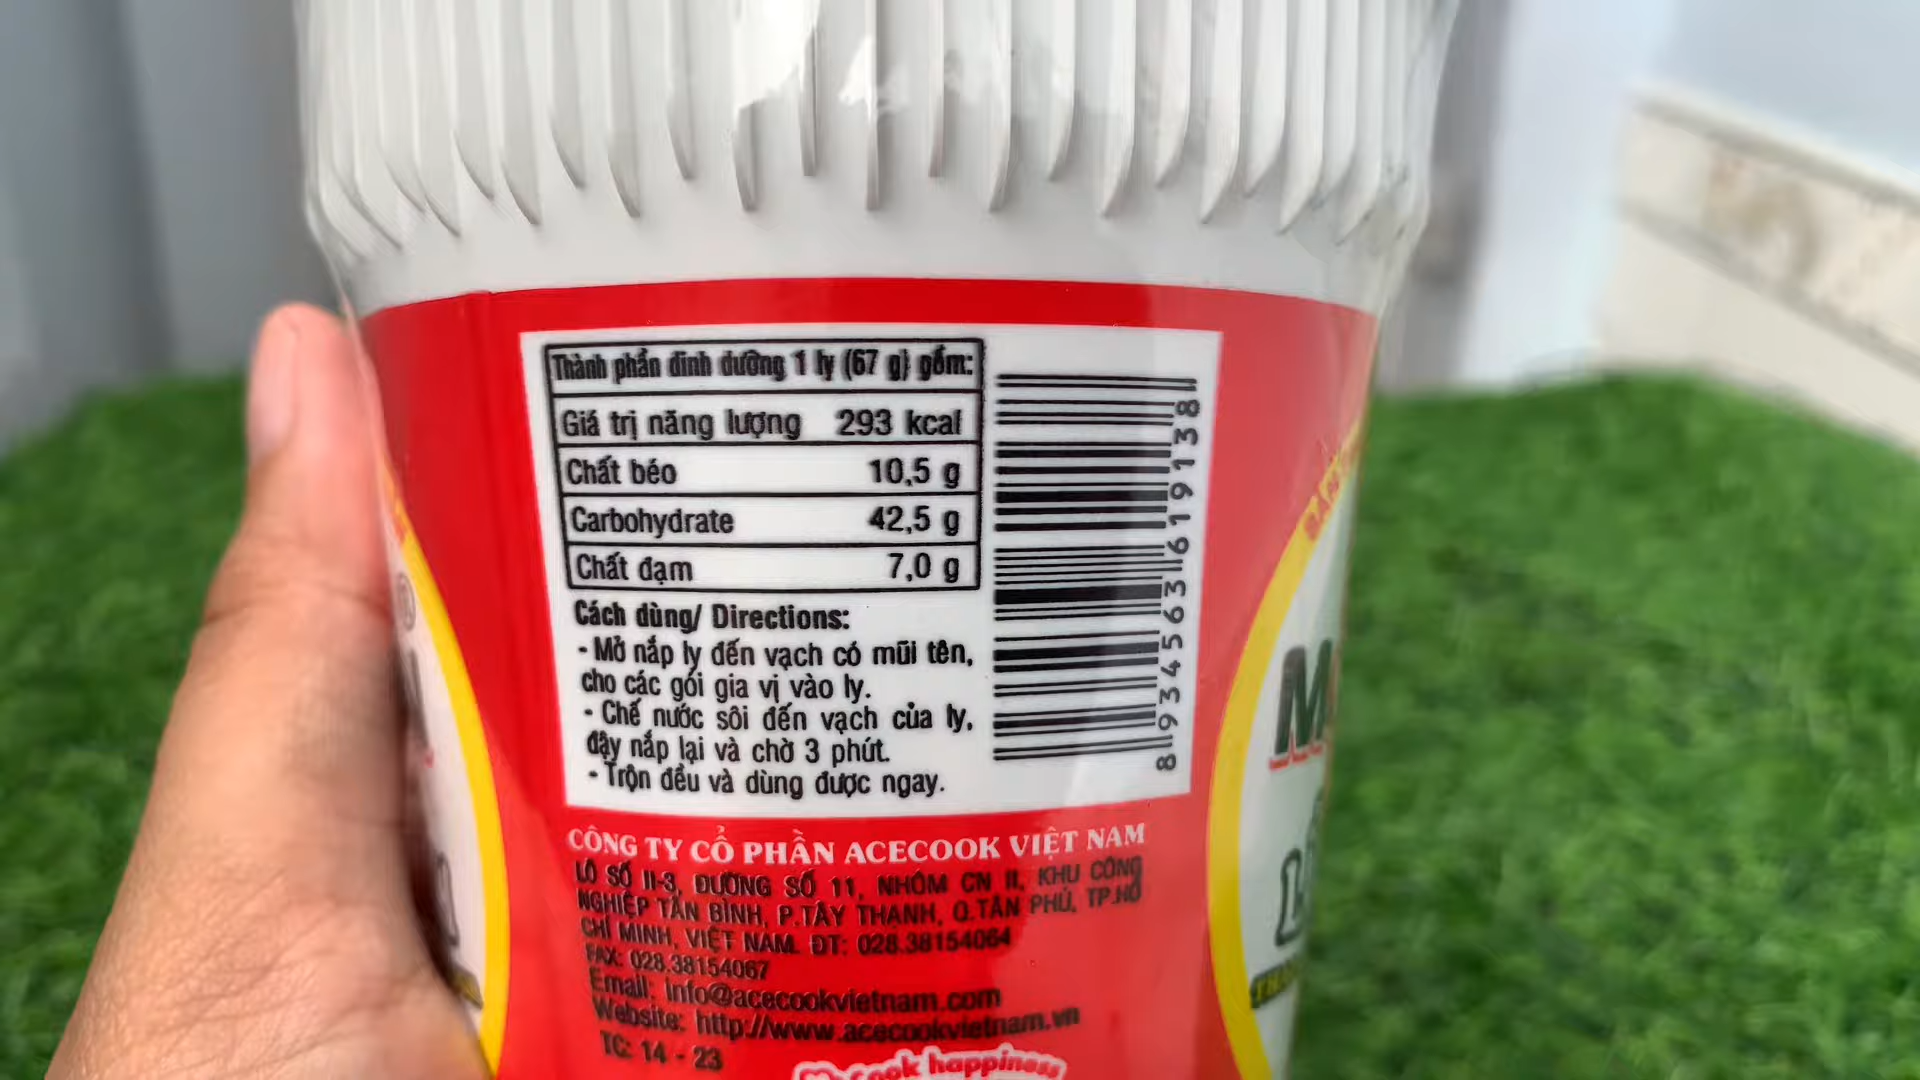 Thành phần dinh dưỡng 1 ly (67 g) gồm:
Giá trị năng lượng 293 kcal
Chất béo 10,5 g
Carbohydrate 42,5 g
Chất đạm 7,0 g
Cách dùng/ Directions:
- Mở nắp ly đến vạch có mũi tên,
cho các gói gia vị vào ly.
- Chế nước sôi đến vạch của ly,
đậy nắp lại và chờ 3 phút.
- Trộn đều và dùng được ngay.
8 934563 619138
CÔNG TY CỔ PHẦN ACECOOK VIỆT NAM
LÔ SỐ II-3, ĐƯỜNG SỐ 11, NHÓM CN II, KHU CÔNG
NGHIỆP TÂN BÌNH, P.TÂY THẠNH, Q.TÂN PHÚ, TP.HỒ
CHÍ MINH, VIỆT NAM. ĐT: 028.38154064
FAX: 028.38154067
Email: info@acecookvietnam.com
Website: http://www.acecookvietnam.vn
TC: 14 - 23
cook happiness